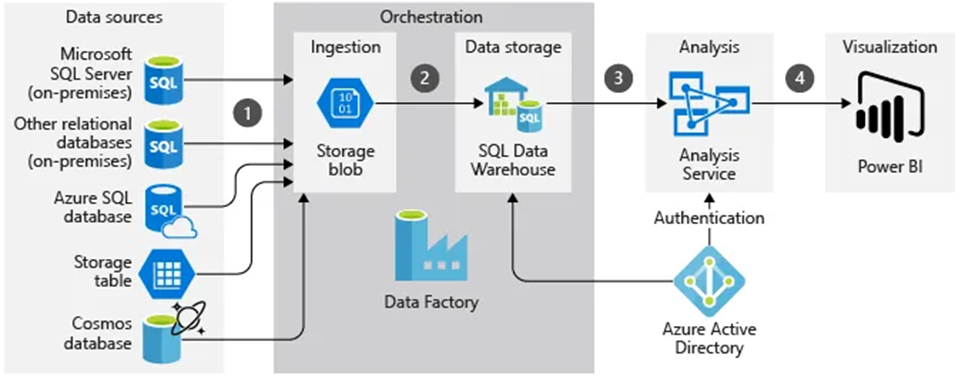 Data sources
Microsoft
SQL Server
(on-premises)
SQL
Other relational
databases
(on-premises)
SQL
Azure SQL
database
SQL
Storage
table
Cosmos
database
1
Orchestration
Ingestion
10
01
Storage
blob
2
Data storage
SQL
SQL Data
Warehouse
Data Factory
3
Analysis
Analysis
Service
Authentication
Azure Active
Directory
4
Visualization
Power BI